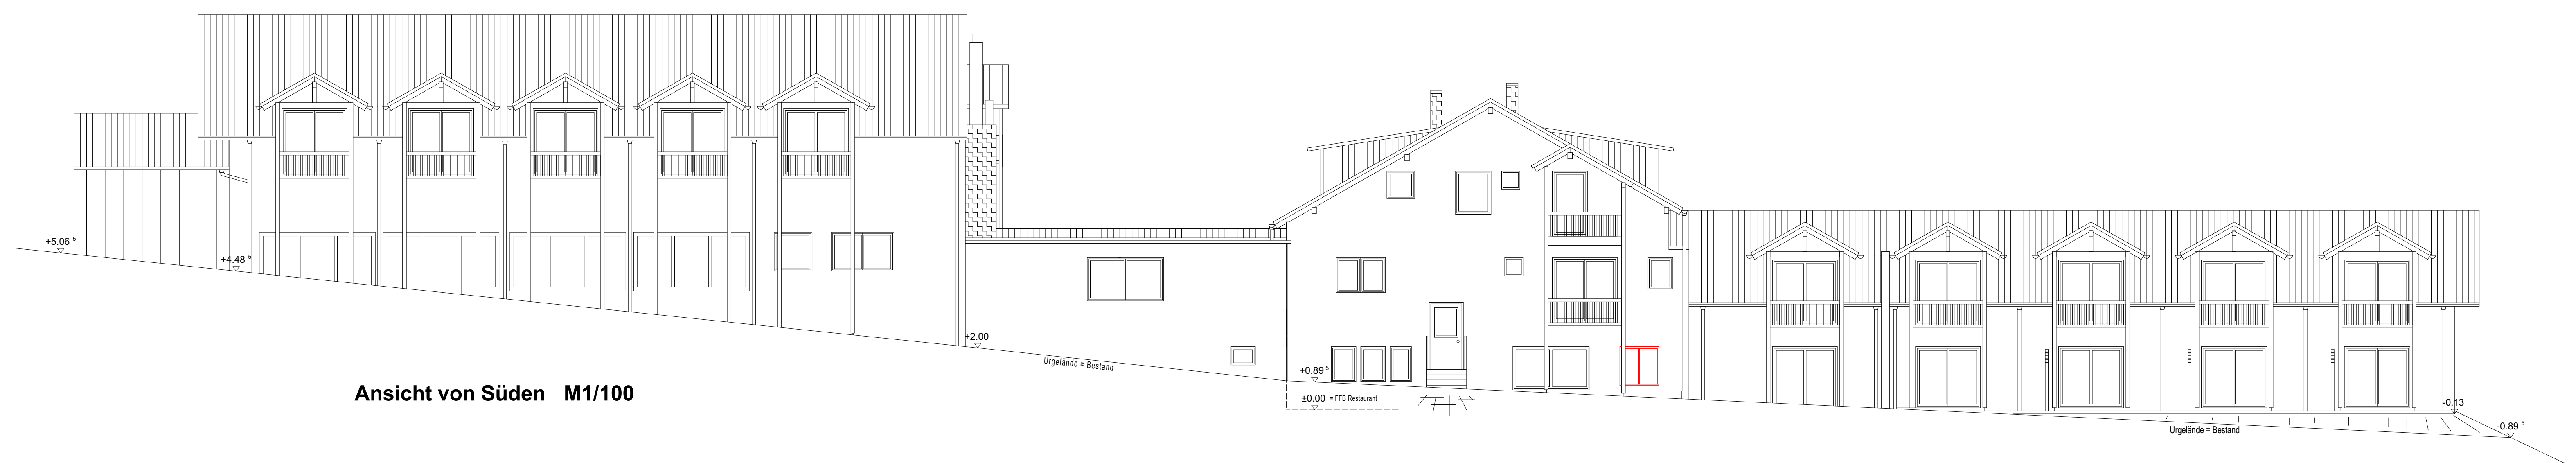 +5.06 5
+4.48 5
+2.00
Urgelände = Bestand
Ansicht von Süden M1/100
+0.89 5
±0.00 = FFB Restaurant
-0.13
-0.89 5
Urgelände = Bestand